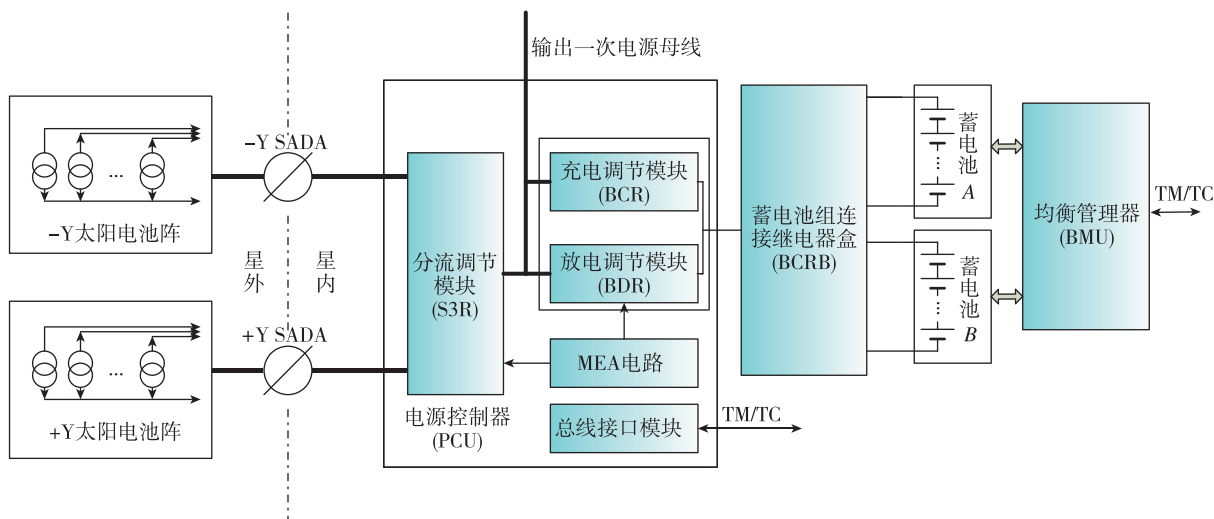 输出一次电源母线
-Y SADA
-Y太阳电池阵
...
星外
星内
+Y SADA
+Y太阳电池阵
...
分流调节
模块
(S3R)
电源控制器
(PCU)
充电调节模块
(BCR)
放电调节模块
(BDR)
MEA电路
总线接口模块
TM/TC
蓄电池组连
接继电器盒
(BCRB)
蓄电池
A
蓄电池
B
均衡管理器
(BMU)
TM/TC